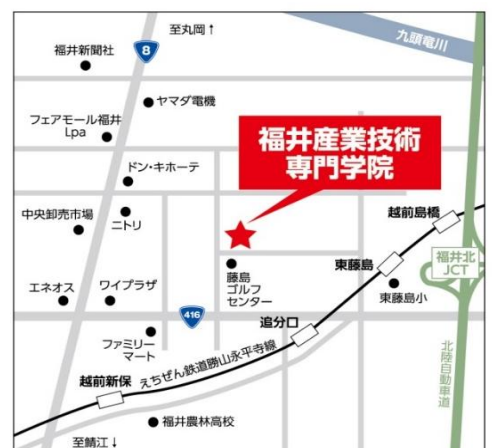 至丸岡↑
九頭竜川
福井新聞社
8
ヤマダ電機
フェアモール福井
Lpa
福井産業技術
専門学院
ドン・キホーテ
中央卸売市場
ニトリ
越前島橋
福井北
JCT
東藤島
藤島
ゴルフ
センター
エネオス
ワイプラザ
東藤島小
416
追分口
ファミリー
マート
えちぜん鉄道勝山永平寺線
北陸自動車道
越前新保
福井農林高校
至鯖江↓